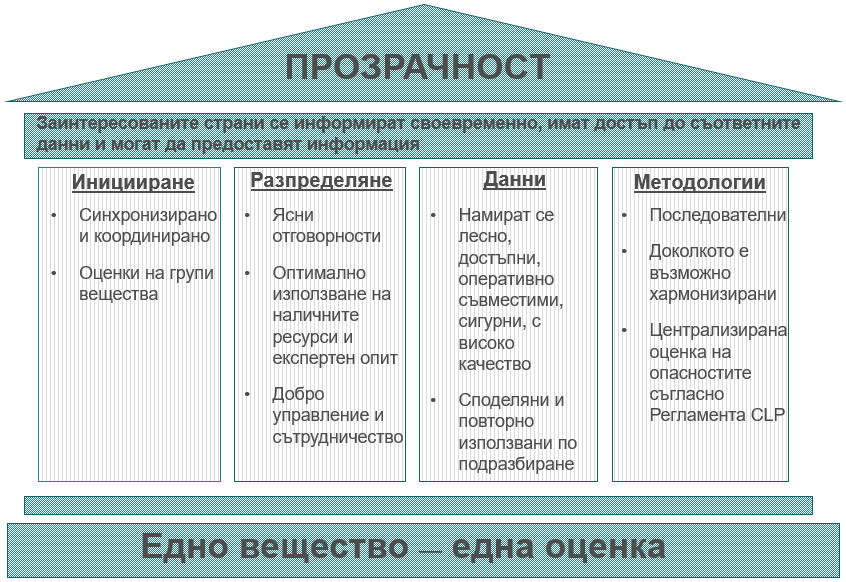 ПРОЗРАЧНОСТ
Заинтересованите страни се информират своевременно, имат достъп до съответните
данни и могат да предоставят информация
Иницииране
• Синхронизирано
и координирано
• Оценки на групи
вещества
Разпределяне
• Ясни
отговорности
• Оптимално
използване на
наличните
ресурси и
експертен опит
• Добро
управление и
сътрудничество
Данни
• Намират се
лесно,
достъпни,
оперативно
съвместими,
сигурни, с
високо
качество
• Споделяни и
повторно
използвани по
подразбиране
Методологии
• Последователни
• Доколкото е
възможно
хармонизирани
• Централизирана
оценка на
опасностите
съгласно
Регламента CLP
Едно вещество — една оценка